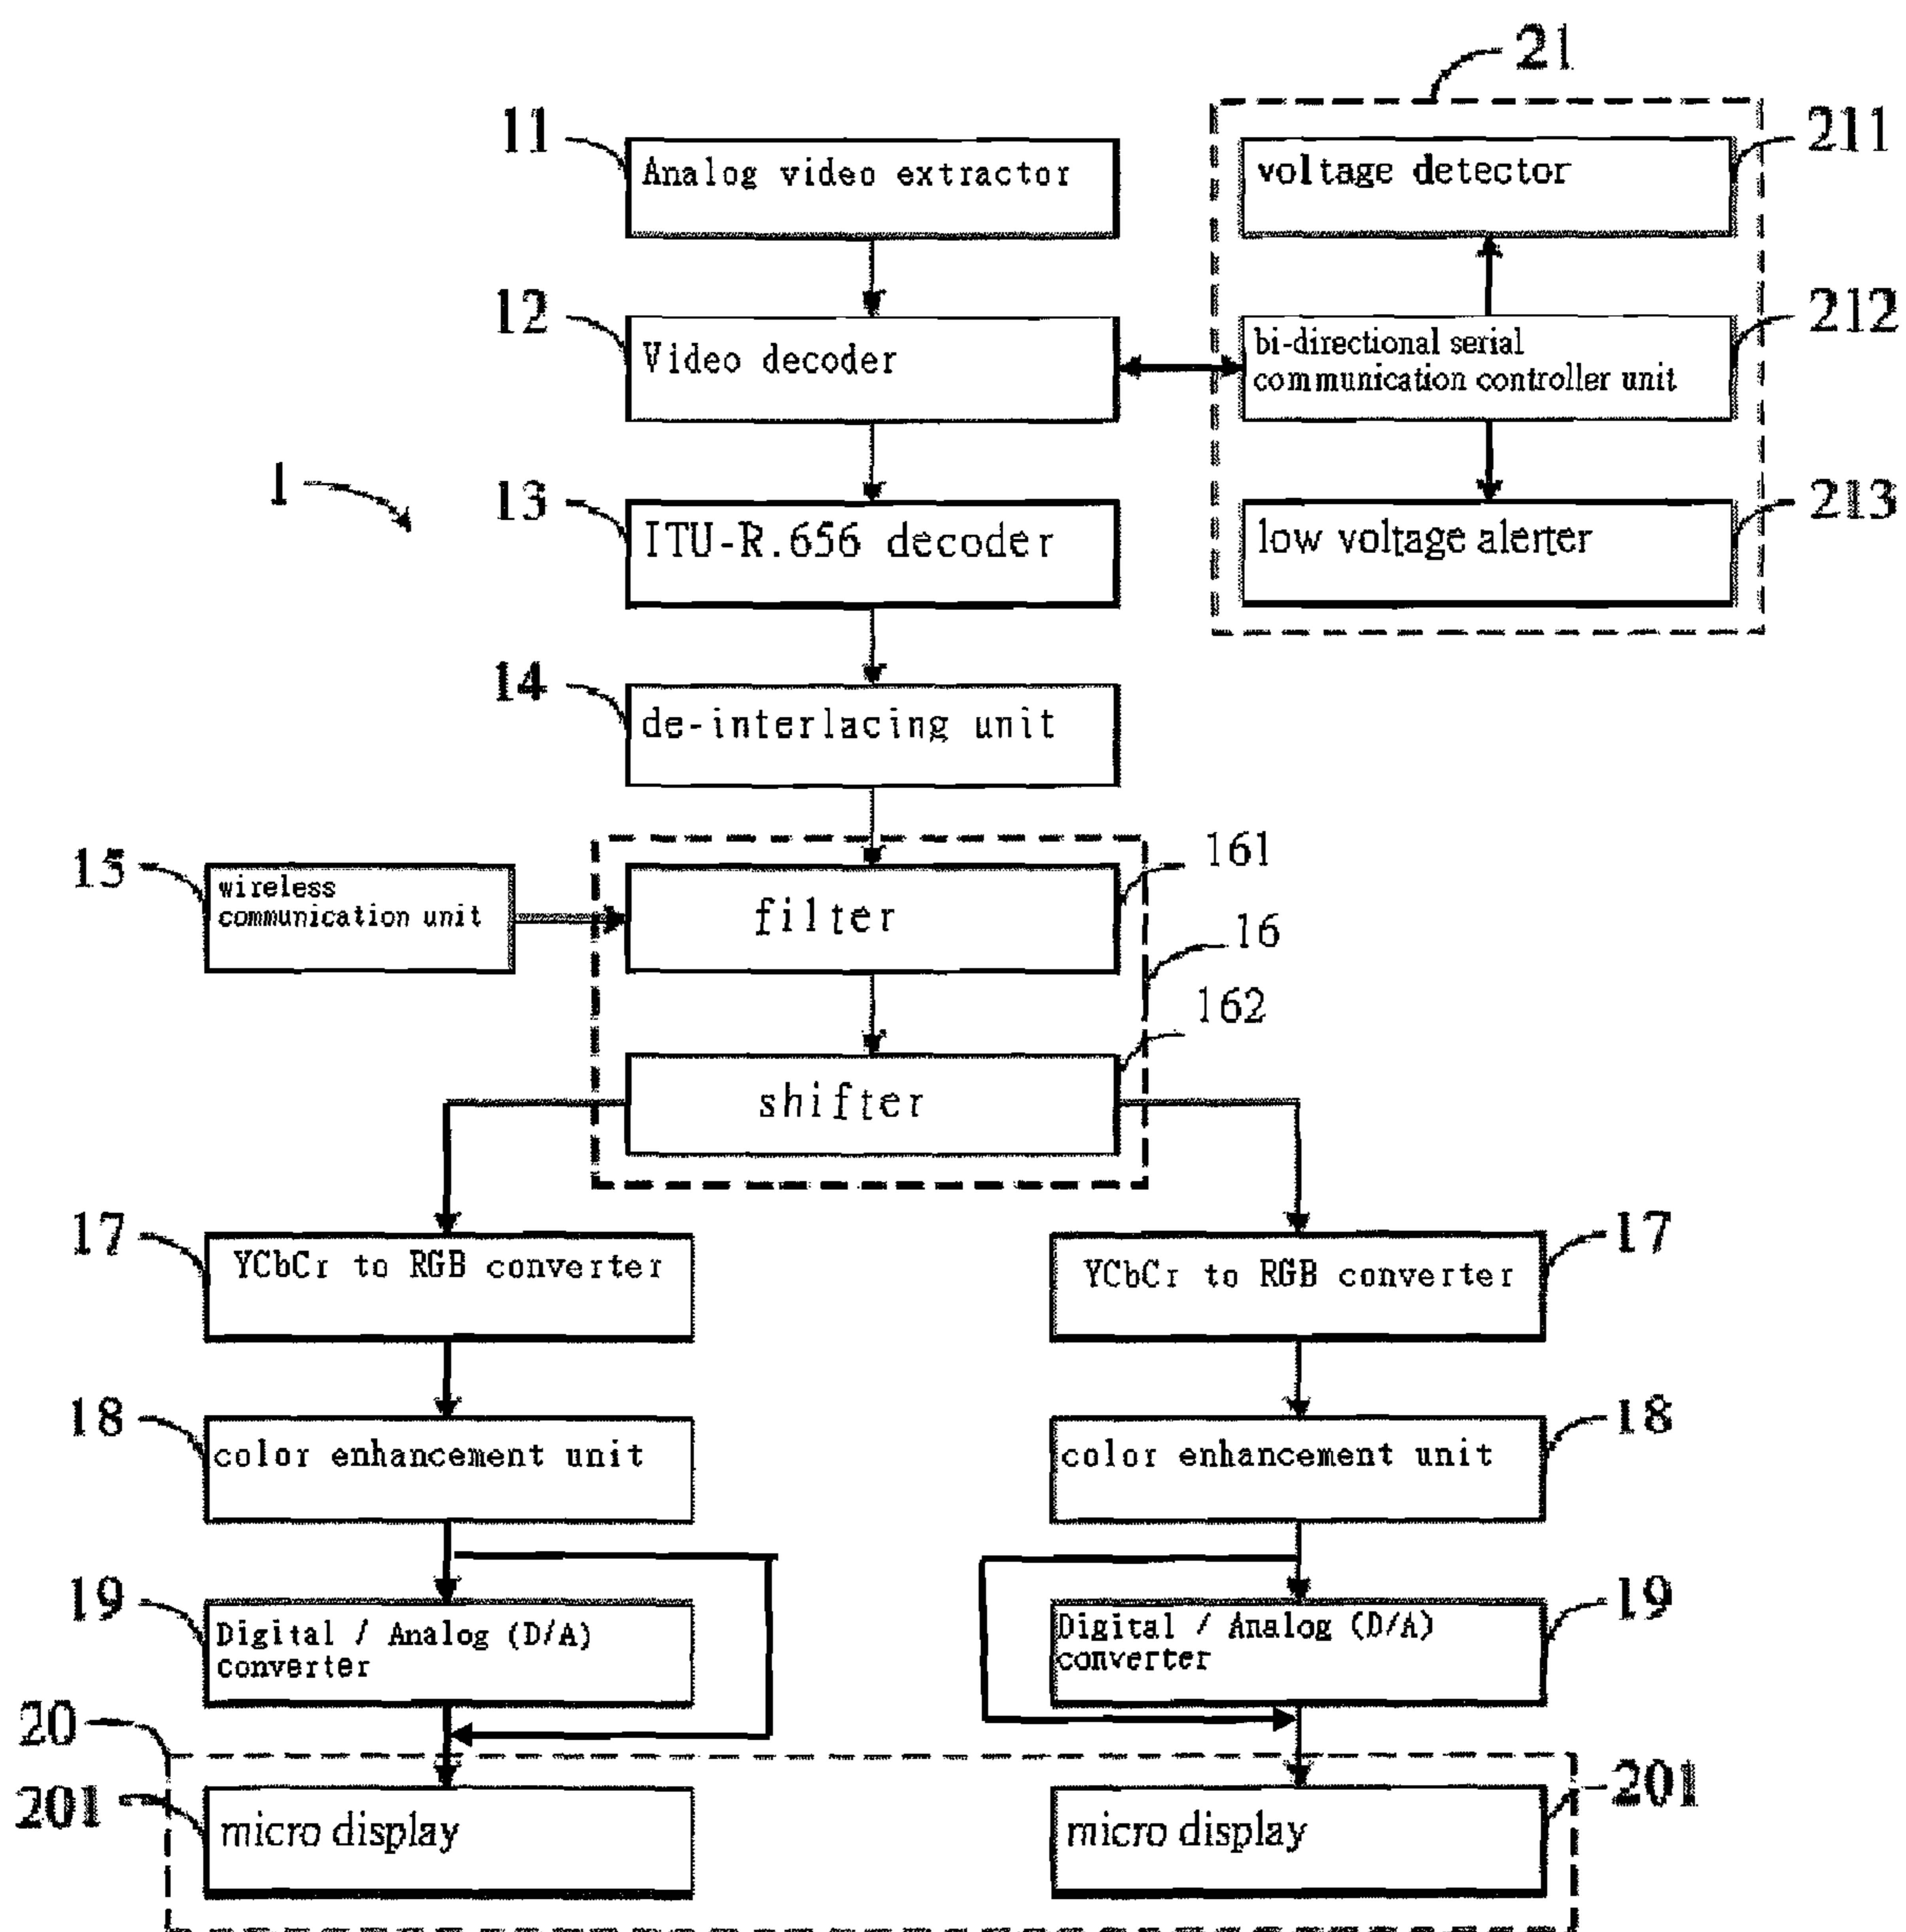 21
11
Analog video extractor
voltage detector
211
12
Video decoder
bi-directional serial
communication controller unit
212
1
13
ITU-R.656 decoder
low voltage alerter
213
14
de-interlacing unit
15
wireless
communication unit
filter
161
16
162
shifter
17
YCbCr to RGB converter
YCbCr to RGB converter
17
18
color enhancement unit
color enhancement unit
18
19
Digital / Analog (D/A)
converter
Digital / Analog (D/A)
converter
19
20
201
micro display
micro display
201